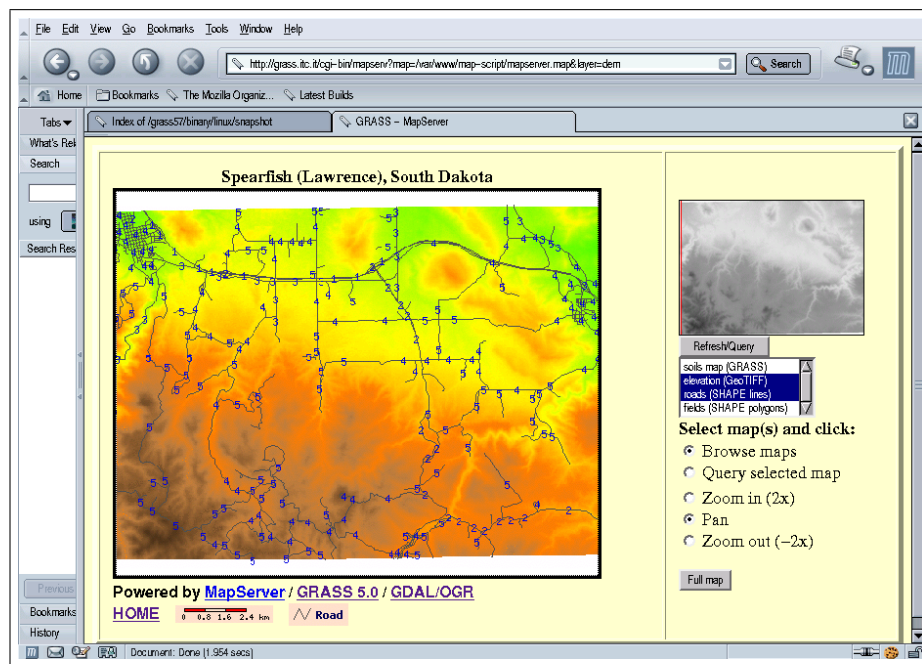 File Edit View Go Bookmarks Tools Window Help
http://grass.itc.it/cgi-bin/mapserv?map=/var/www/map-script/mapserver.map&layer=dem
Search
Home Bookmarks The Mozilla Organiz... Latest Builds
Tabs
Index of /grass57/binary/linux/snapshot
GRASS - MapServer
What's Rel
Search
using
Search Res
Spearfish (Lawrence), South Dakota
Refresh/Query
soils map (GRASS)
elevation (GeoTIFF)
roads (SHAPE lines)
fields (SHAPE polygons)
Select map(s) and click:
Browse maps
Query selected map
Zoom in (2x)
Pan
Zoom out (-2x)
Full map
Powered by MapServer / GRASS 5.0 / GDAL/OGR
HOME 0 0.8 1.6 2.4 km Road
Previous
Bookmarks
History
Document: Done (1.954 secs)